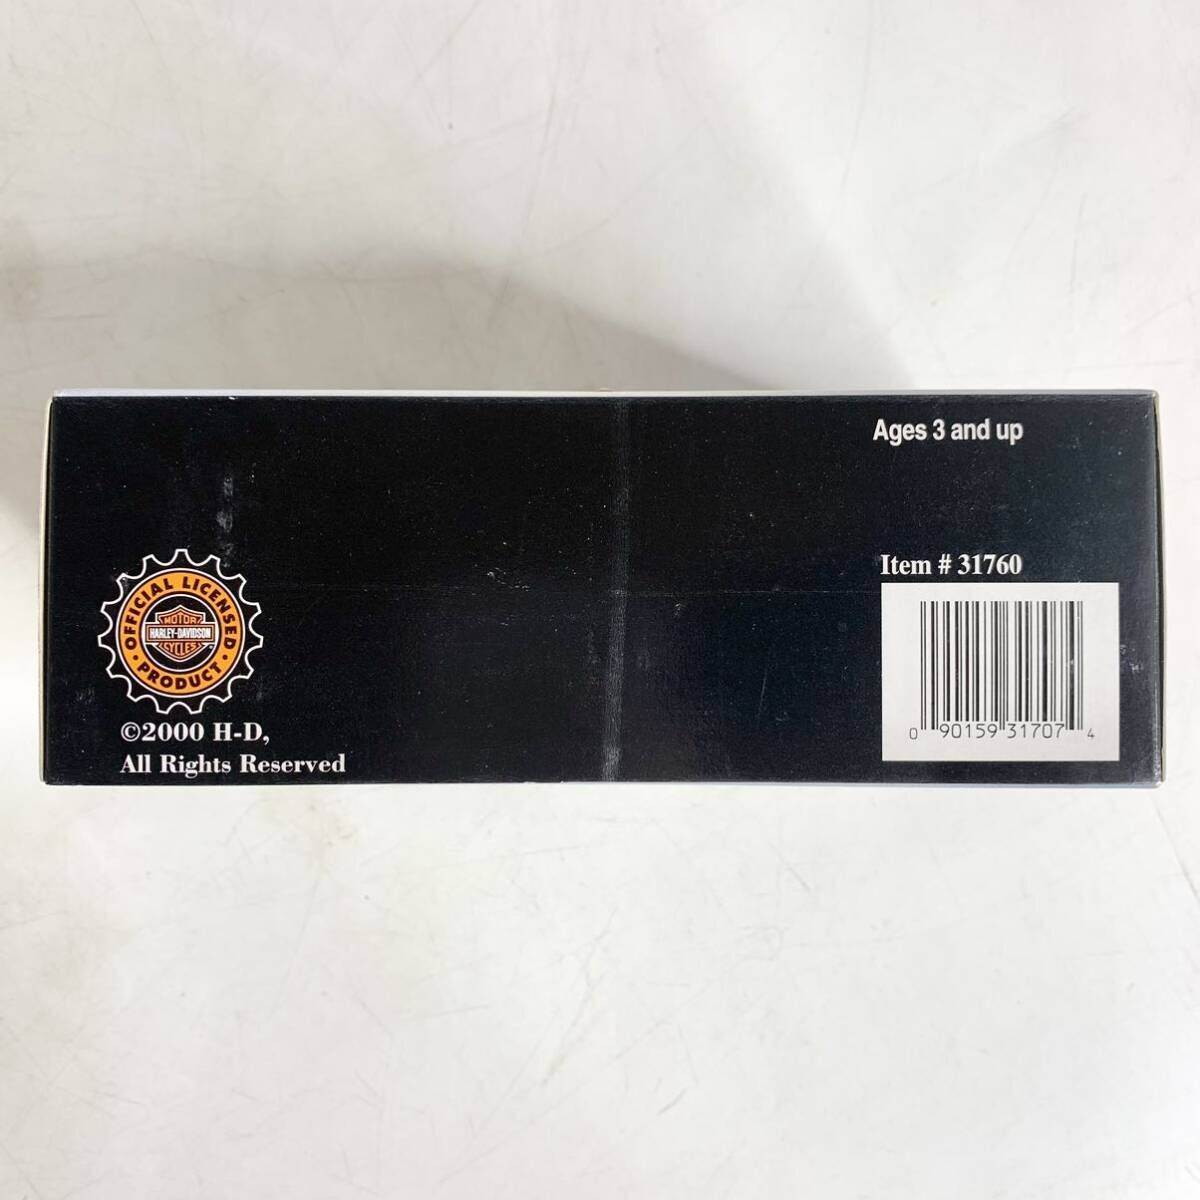 Ages 3 and up
Item # 31760
0 90159 31707 4
OFFICIAL LICENSED
• PRODUCT •
MOTOR
HARLEY-DAVIDSON
CYCLES
©2000 H-D,
All Rights Reserved